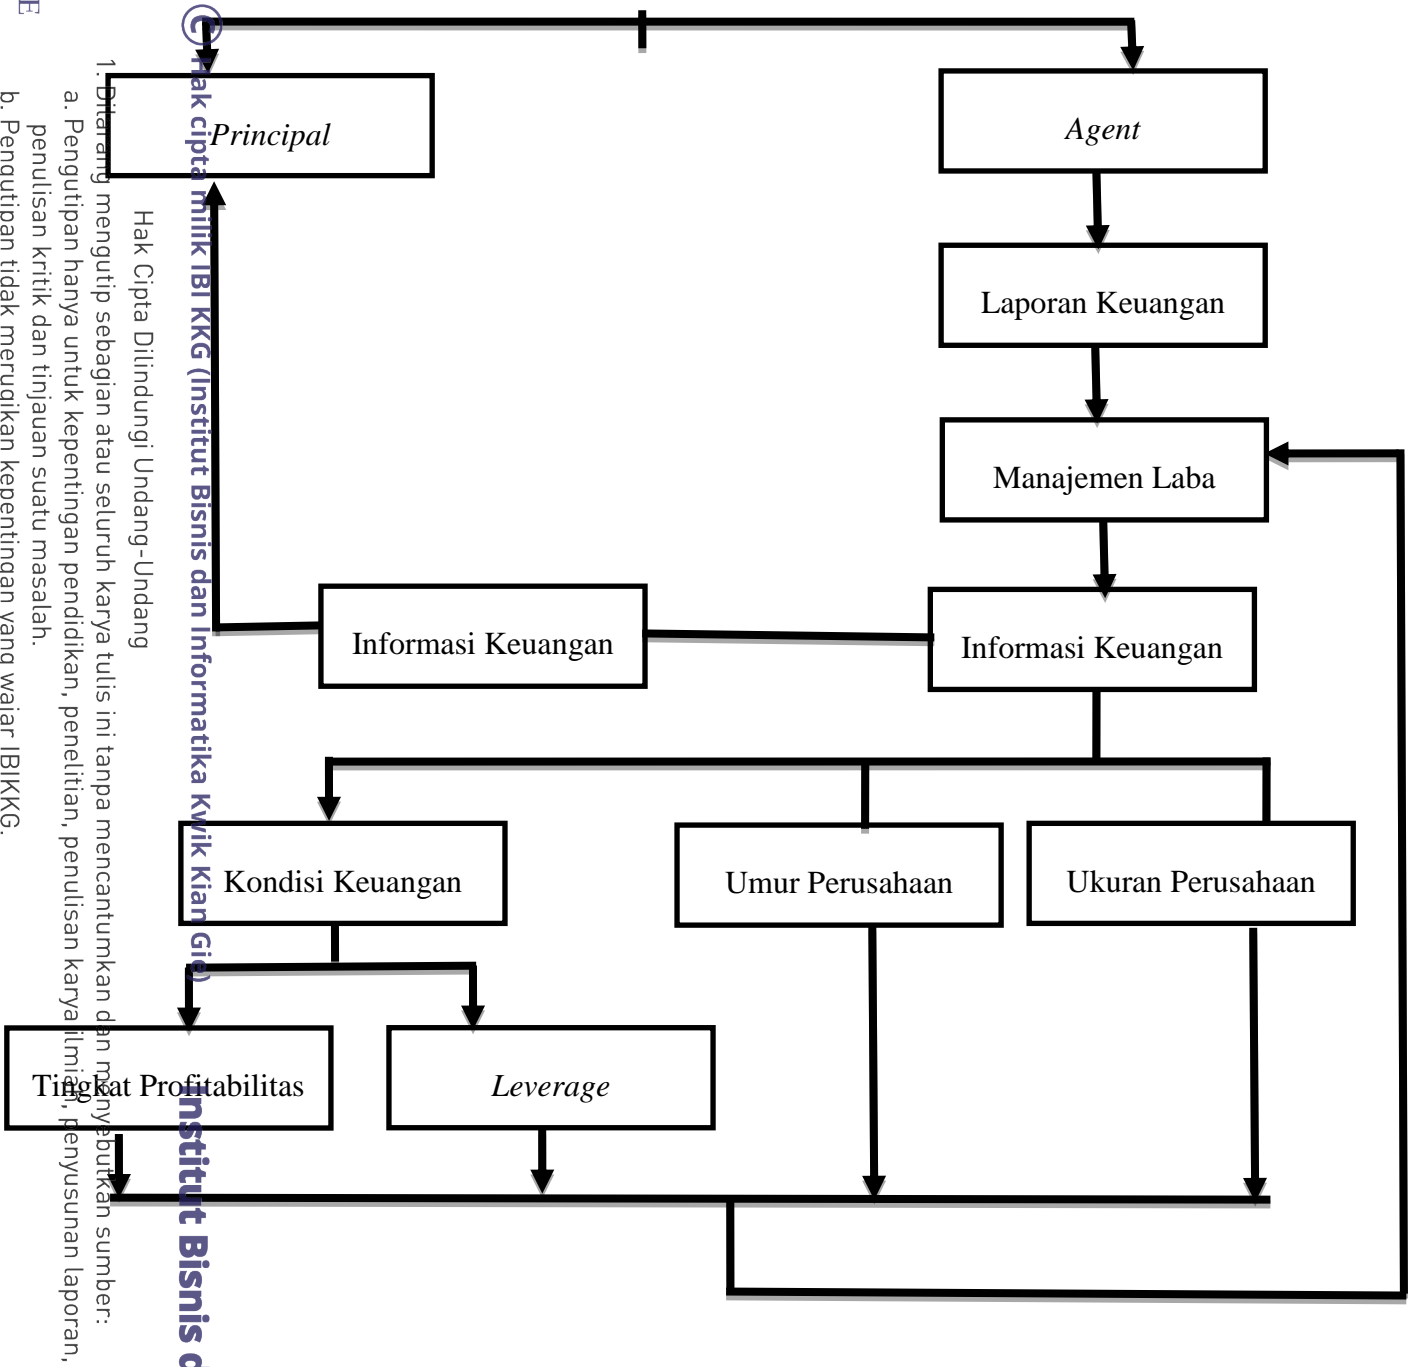 Principal
Agent
Laporan Keuangan
Manajemen Laba
Informasi Keuangan
Informasi Keuangan
Kondisi Keuangan
Umur Perusahaan
Ukuran Perusahaan
Tingkat Profitabilitas
Leverage
© Hak cipta milik IBI KKG (Institut Bisnis dan Informatika Kwik Kian Gie)
Institut Bisnis d
Hak Cipta Dilindungi Undang-Undang
1. Dilarang mengutip sebagian atau seluruh karya tulis ini tanpa mencantumkan dan menyebutkan sumber:
a. Pengutipan hanya untuk kepentingan pendidikan, penelitian, penulisan karya ilmiah, penyusunan laporan,
penulisan kritik dan tinjauan suatu masalah.
b. Pengutipan tidak merugikan kepentingan yang wajar IBIKKG.
E